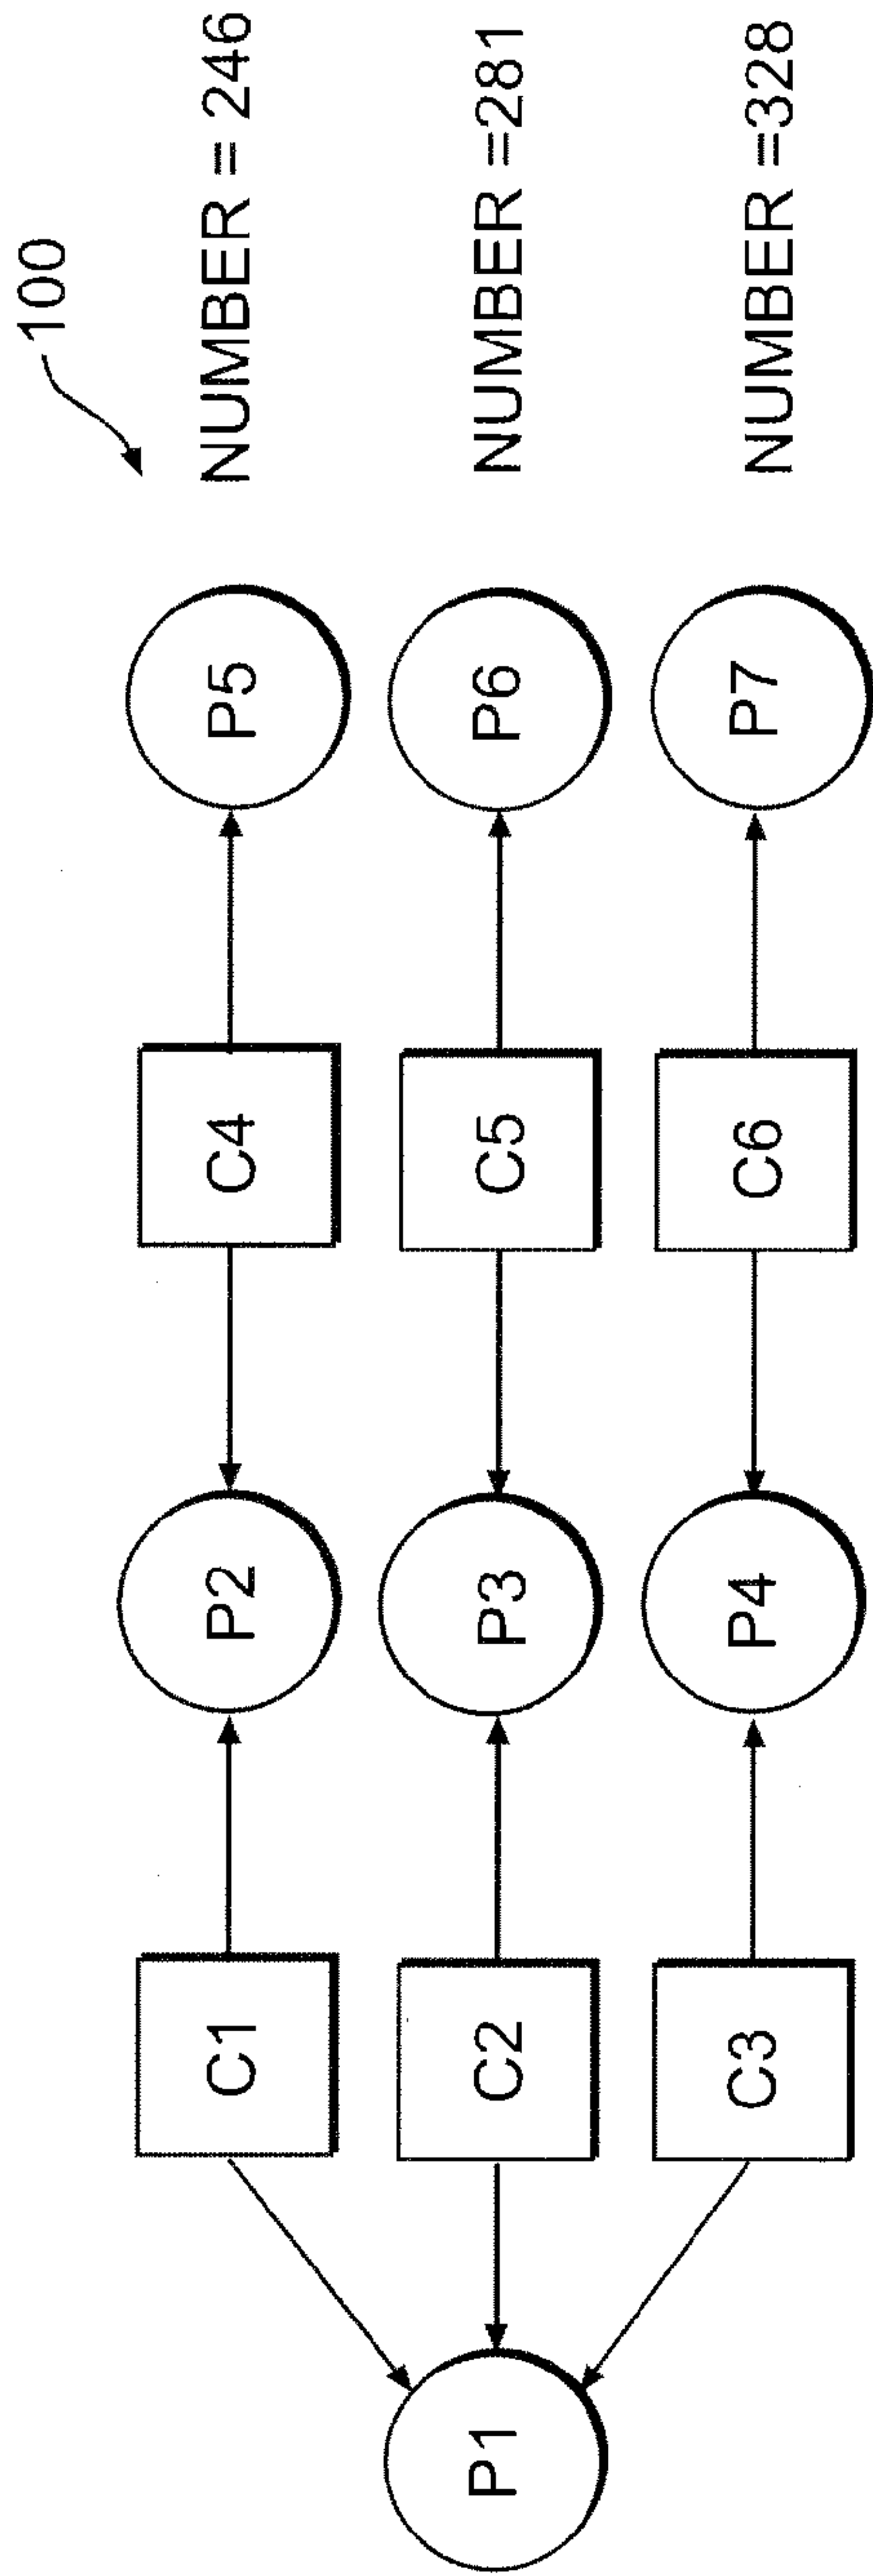 100
C1 P2 C4 P5 NUMBER = 246
P1 C2 P3 C5 P6 NUMBER =281
C3 P4 C6 P7 NUMBER =328